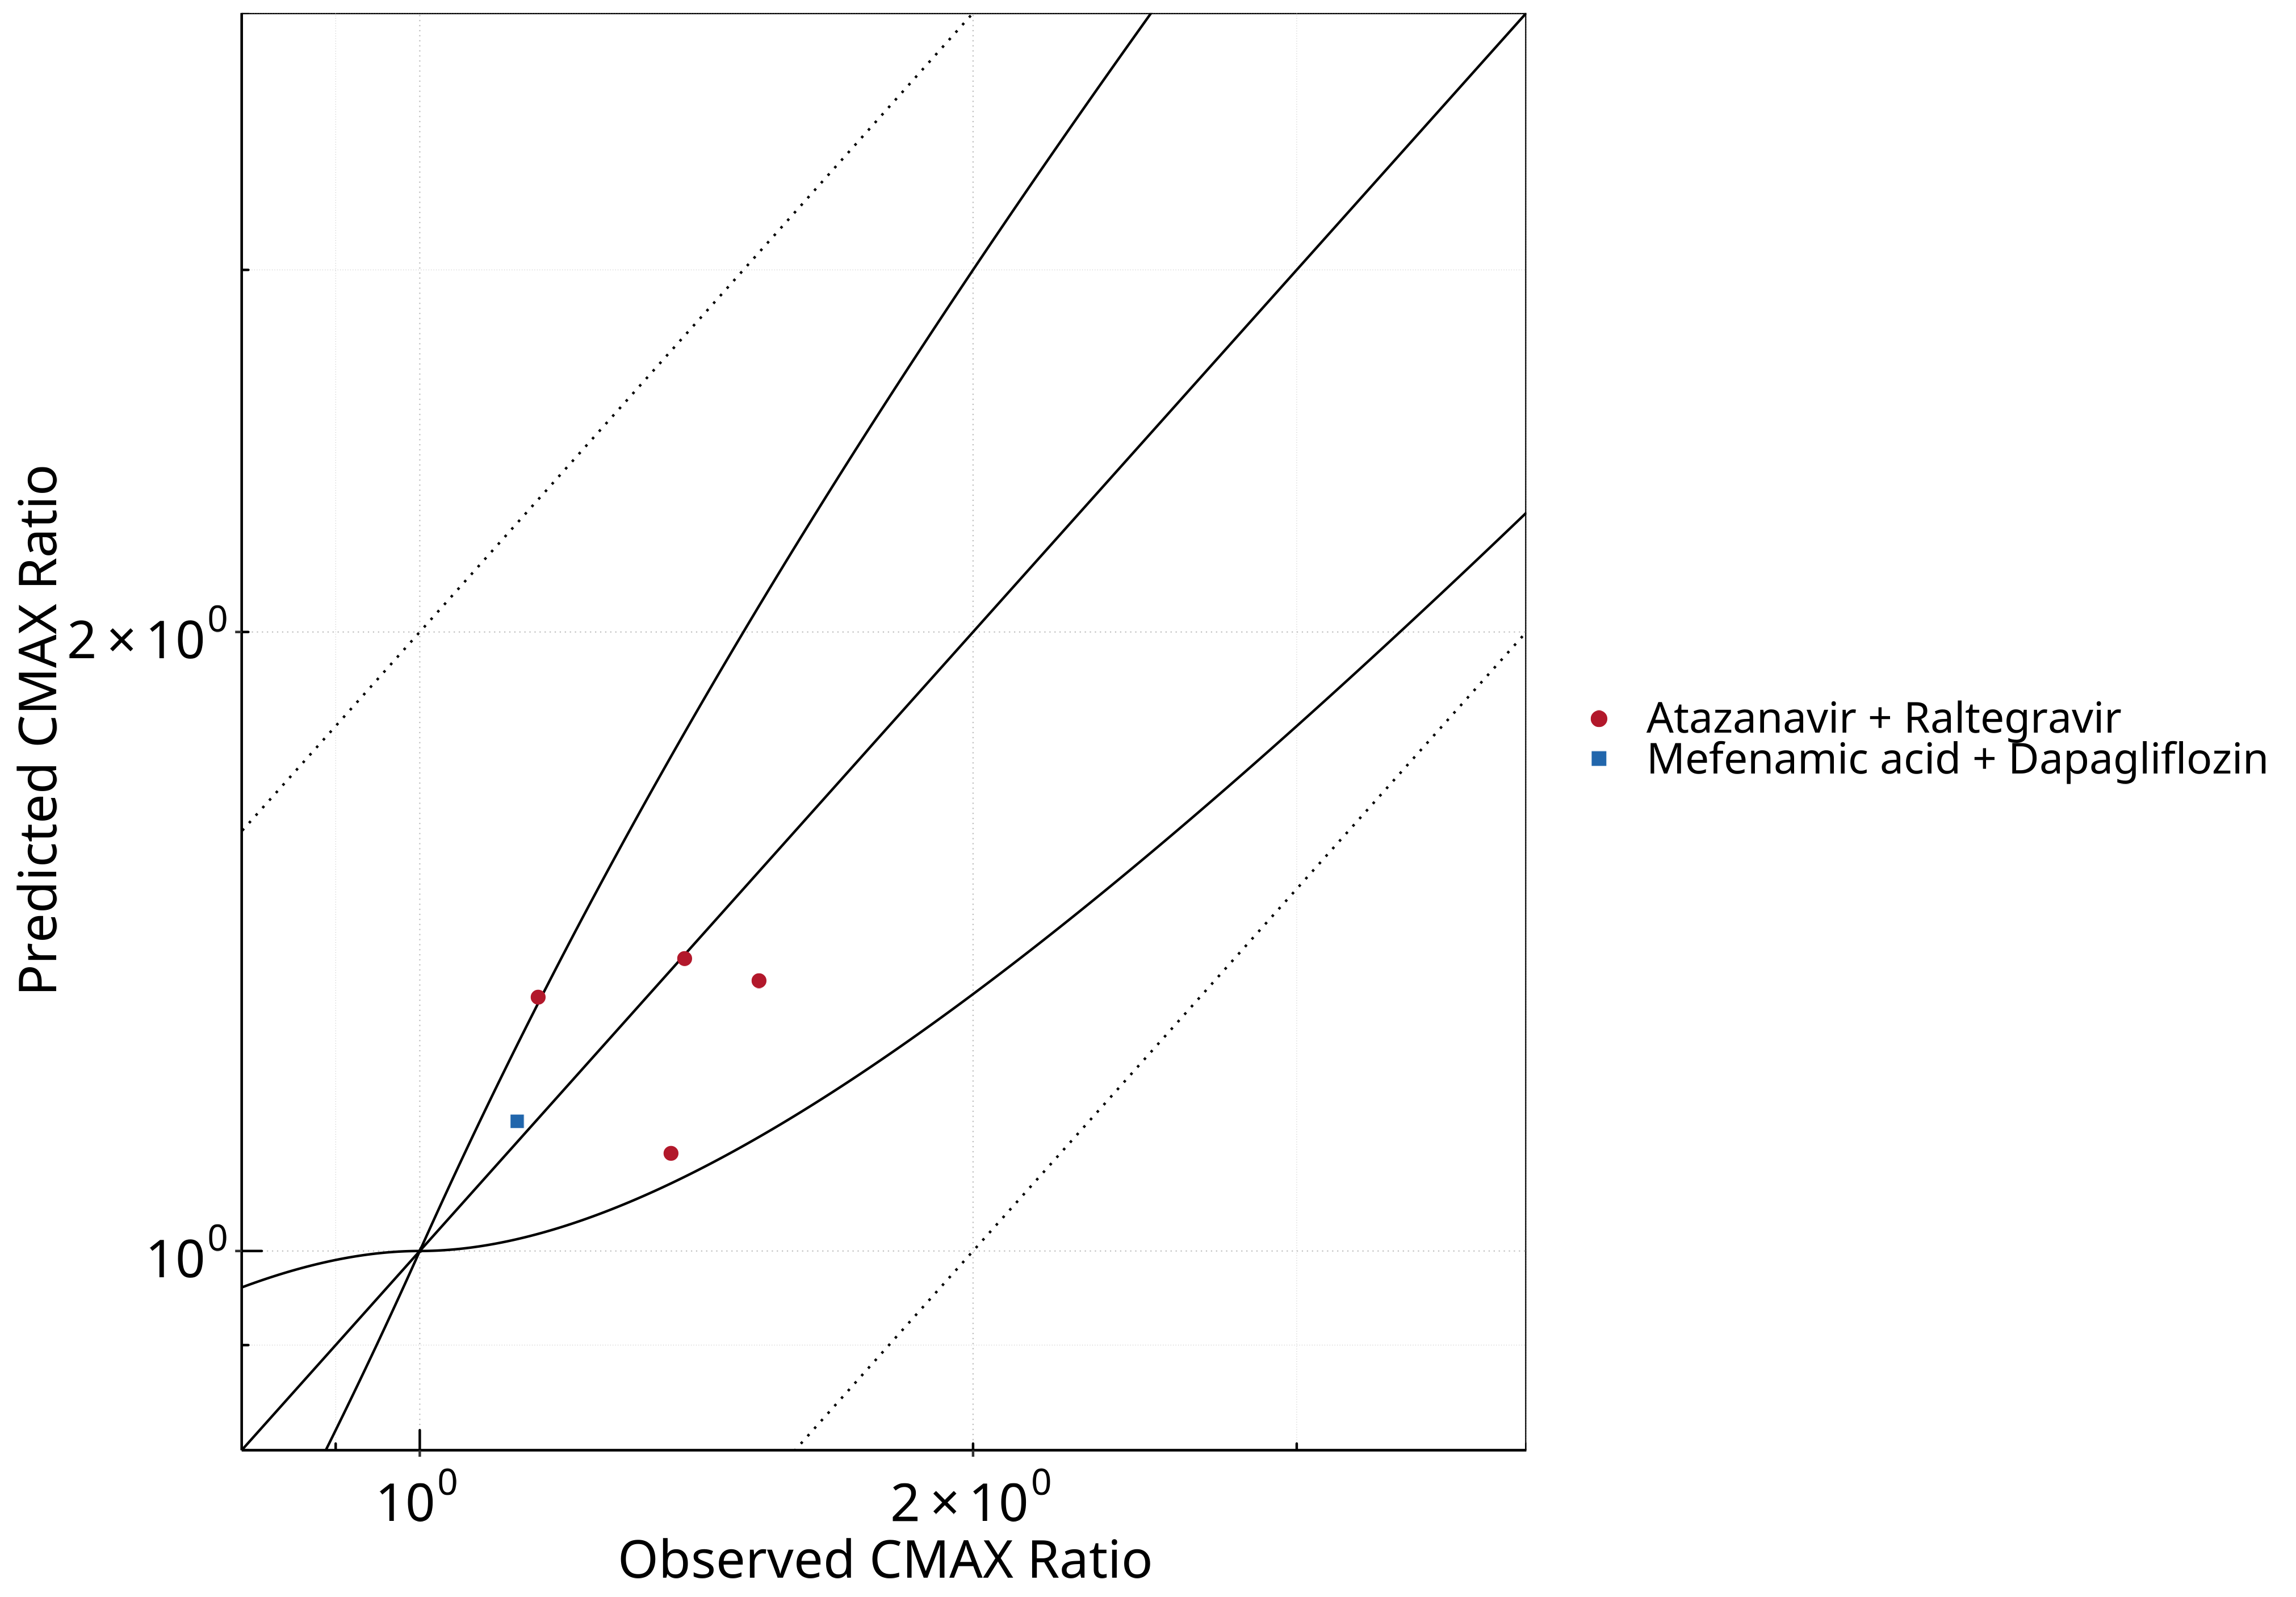 Predicted CMAX Ratio
2 × 10⁰
10⁰
10⁰
2 × 10⁰
Observed CMAX Ratio
Atazanavir + Raltegravir
Mefenamic acid + Dapagliflozin